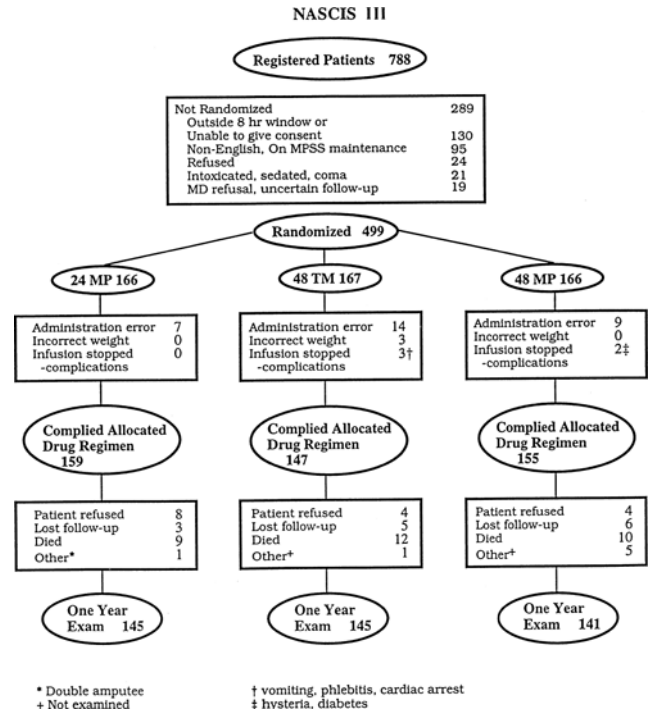 NASCIS III
Registered Patients 788
Not Randomized 289
Outside 8 hr window or
Unable to give consent 130
Non-English, On MPSS maintenance 95
Refused 24
Intoxicated, sedated, coma 21
MD refusal, uncertain follow-up 19
Randomized 499
24 MP 166
48 TM 167
48 MP 166
Administration error 7
Incorrect weight 0
Infusion stopped 0
-complications
Administration error 14
Incorrect weight 3
Infusion stopped 3†
-complications
Administration error 9
Incorrect weight 0
Infusion stopped 2‡
-complications
Complied Allocated
Drug Regimen
159
Complied Allocated
Drug Regimen
147
Complied Allocated
Drug Regimen
155
Patient refused 8
Lost follow-up 3
Died 9
Other* 1
Patient refused 4
Lost follow-up 5
Died 12
Other+ 1
Patient refused 4
Lost follow-up 6
Died 10
Other+ 5
One Year
Exam 145
One Year
Exam 145
One Year
Exam 141
* Double amputee
+ Not examined
† vomiting, phlebitis, cardiac arrest
‡ hysteria, diabetes